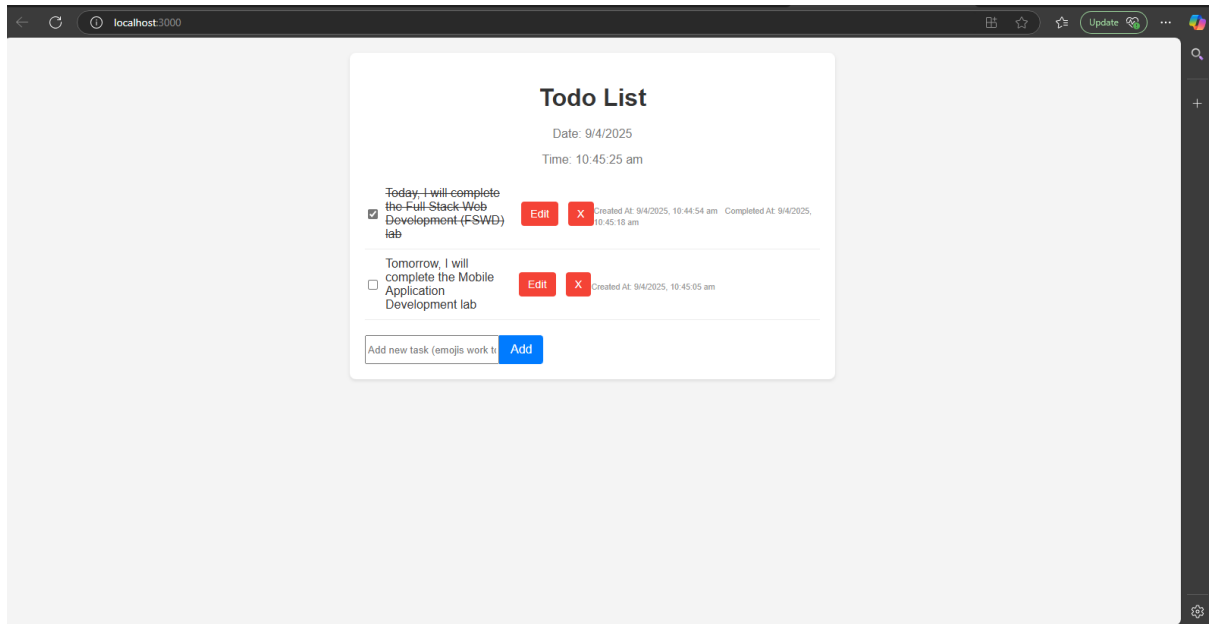 localhost:3000
Update
Todo List
Date: 9/4/2025
Time: 10:45:25 am
Today, I will complete
the Full Stack Web
Development (FSWD)
lab
Edit
X
Created At: 9/4/2025, 10:44:54 am Completed At: 9/4/2025,
10:45:18 am
Tomorrow, I will
complete the Mobile
Application
Development lab
Edit
X
Created At: 9/4/2025, 10:45:05 am
Add new task (emojis work t
Add